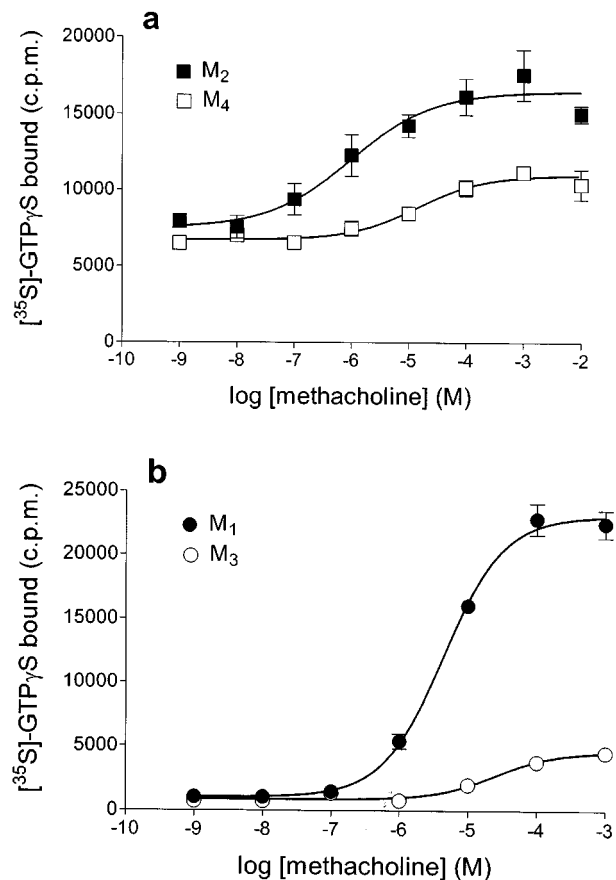 a
20000
15000
10000
5000
0
[³⁵S]-GTPγS bound (c.p.m.)
M₂
M₄
-10 -9 -8 -7 -6 -5 -4 -3 -2
log [methacholine] (M)
b
25000
20000
15000
10000
5000
0
[³⁵S]-GTPγS bound (c.p.m.)
M₁
M₃
-10 -9 -8 -7 -6 -5 -4 -3
log [methacholine] (M)